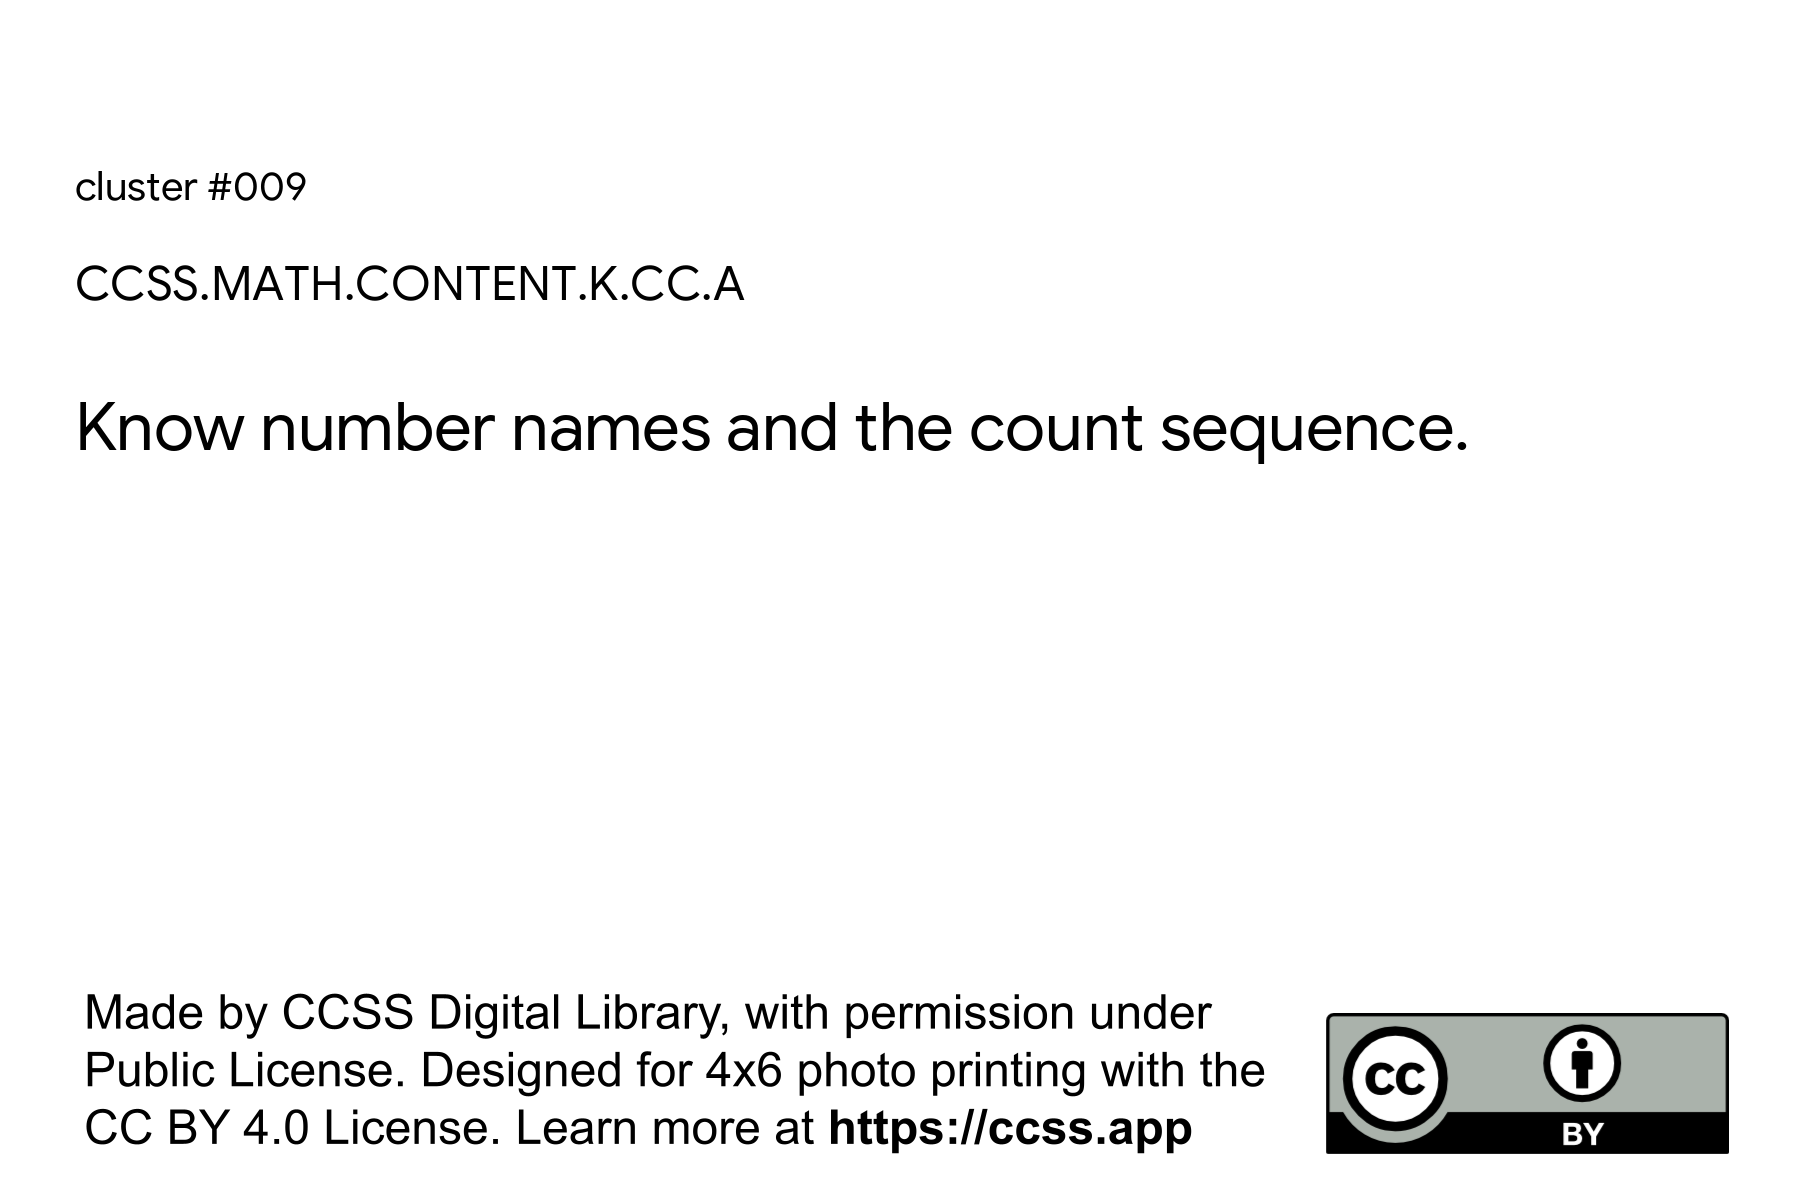 cluster #009
CCSS.MATH.CONTENT.K.CC.A
Know number names and the count sequence.
Made by CCSS Digital Library, with permission under
Public License. Designed for 4x6 photo printing with the
CC BY 4.0 License. Learn more at https://ccss.app
cc
BY